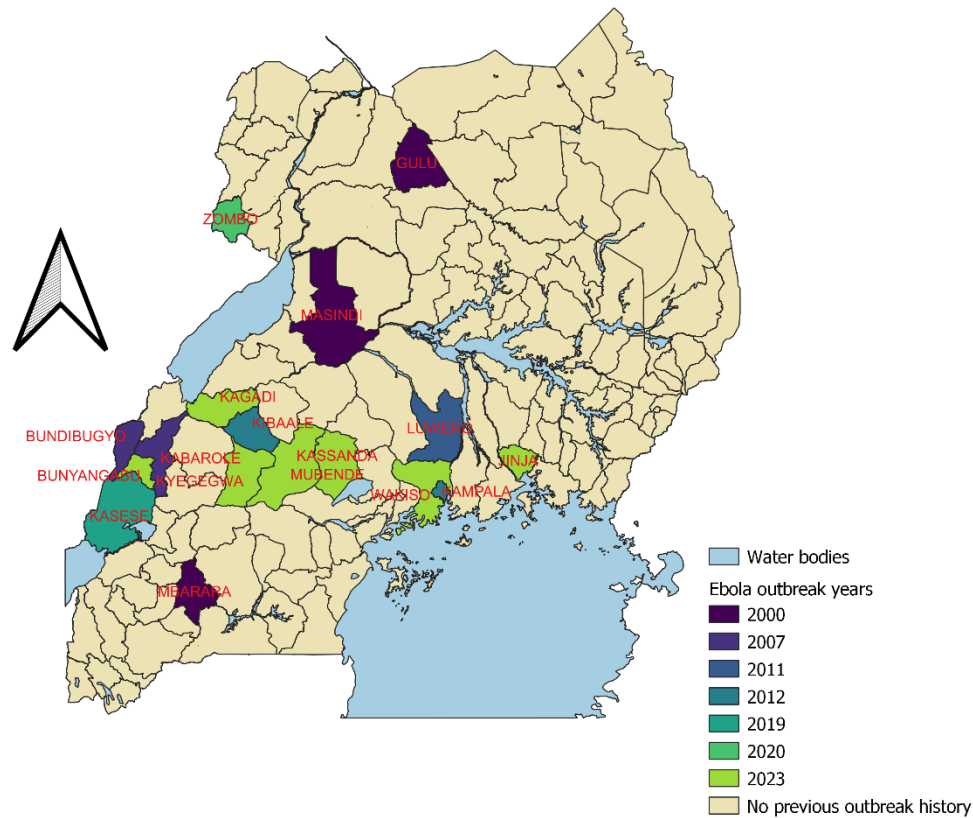 GULU
ZOMBO
MASINDI
KAGADI
KIBAALE
BUNDIBUGYO
LUWERO
KABAROLE
KASSANDA
JINJA
BUNYANGABU
KYEGEGWA
MUBENDE
WAKISO
KAMPALA
KASESE
MBARARA
Water bodies
Ebola outbreak years
2000
2007
2011
2012
2019
2020
2023
No previous outbreak history